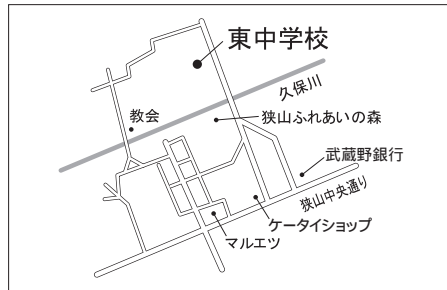 東中学校
久保川
教会
狭山ふれあいの森
武蔵野銀行
狭山中央通り
ケータイショップ
マルエツ